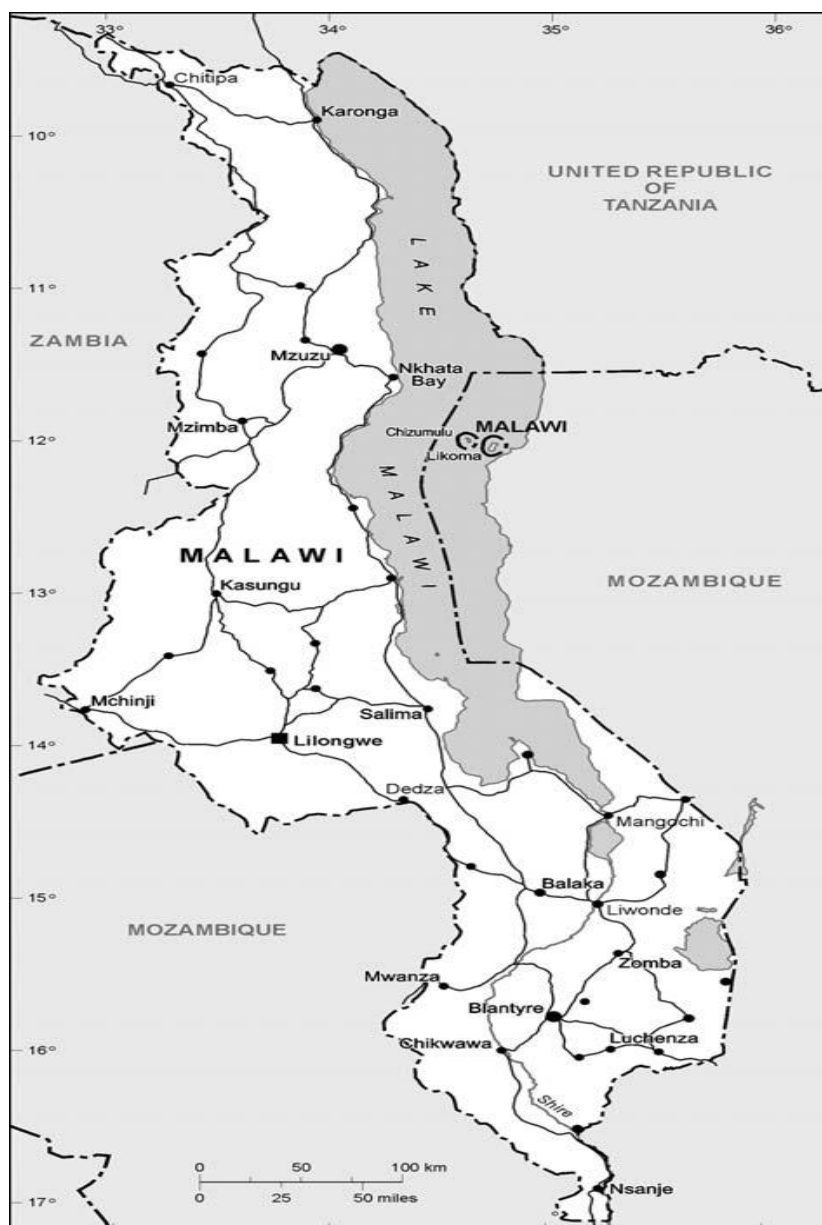 33°
34°
35°
36°
Chitipa
Karonga
10°
UNITED REPUBLIC
OF
TANZANIA
LAKE
11°
ZAMBIA
Mzuzu
Nkhata
Bay
Mzimba
Chizumulu
MALAWI
12°
Likoma
MALAWI
MALAWI
Kasungu
13°
MOZAMBIQUE
Mchinji
Salima
14°
Lilongwe
Dedza
Mangochi
Balaka
15°
Liwonde
MOZAMBIQUE
Zomba
Mwanza
Blantyre
Luchenza
Chikwawa
16°
Shire
0 50 100 km
0 25 50 miles
Nsanje
17°